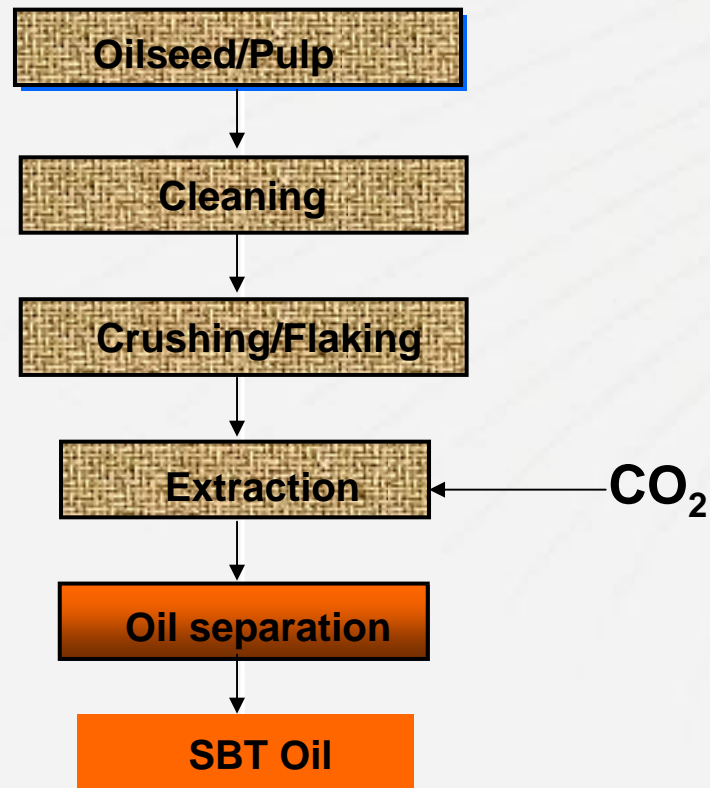 Oilseed/Pulp
Cleaning
Crushing/Flaking
Extraction
CO₂
Oil separation
SBT Oil